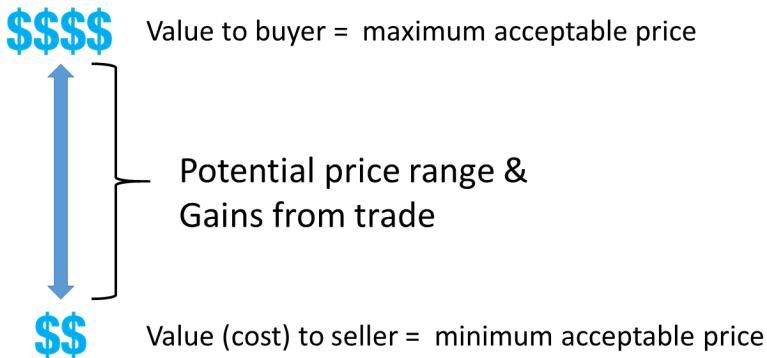 $$$$ Value to buyer = maximum acceptable price
Potential price range &
Gains from trade
$$ Value (cost) to seller = minimum acceptable price